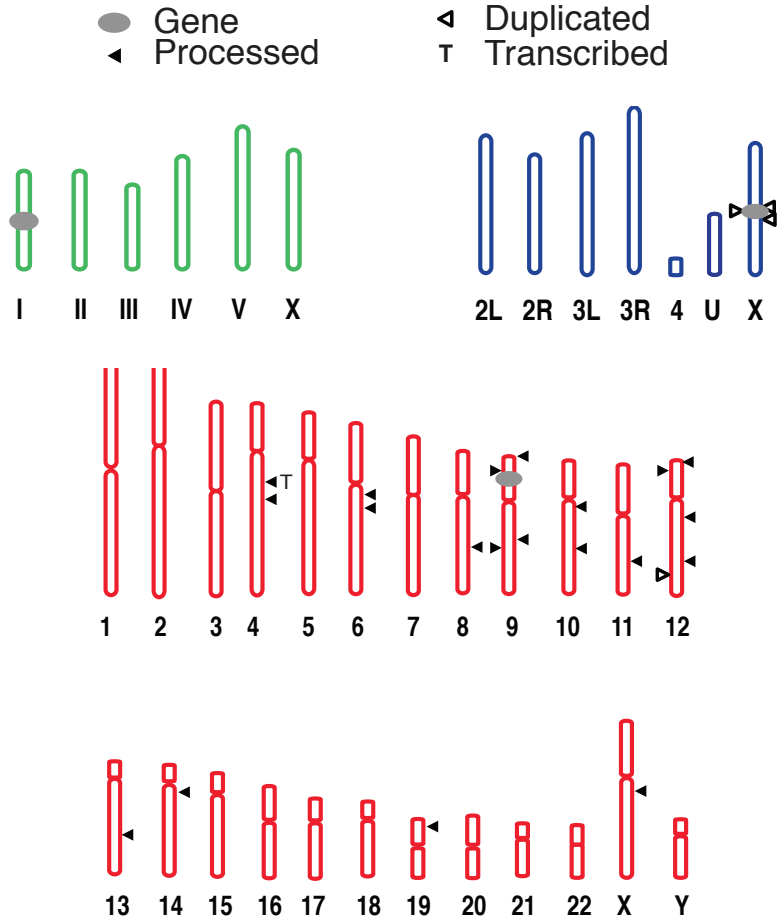 Gene Duplicated
Processed T Transcribed
I II III IV V X 2L 2R 3L 3R 4 U X
T
1 2 3 4 5 6 7 8 9 10 11 12
13 14 15 16 17 18 19 20 21 22 X Y